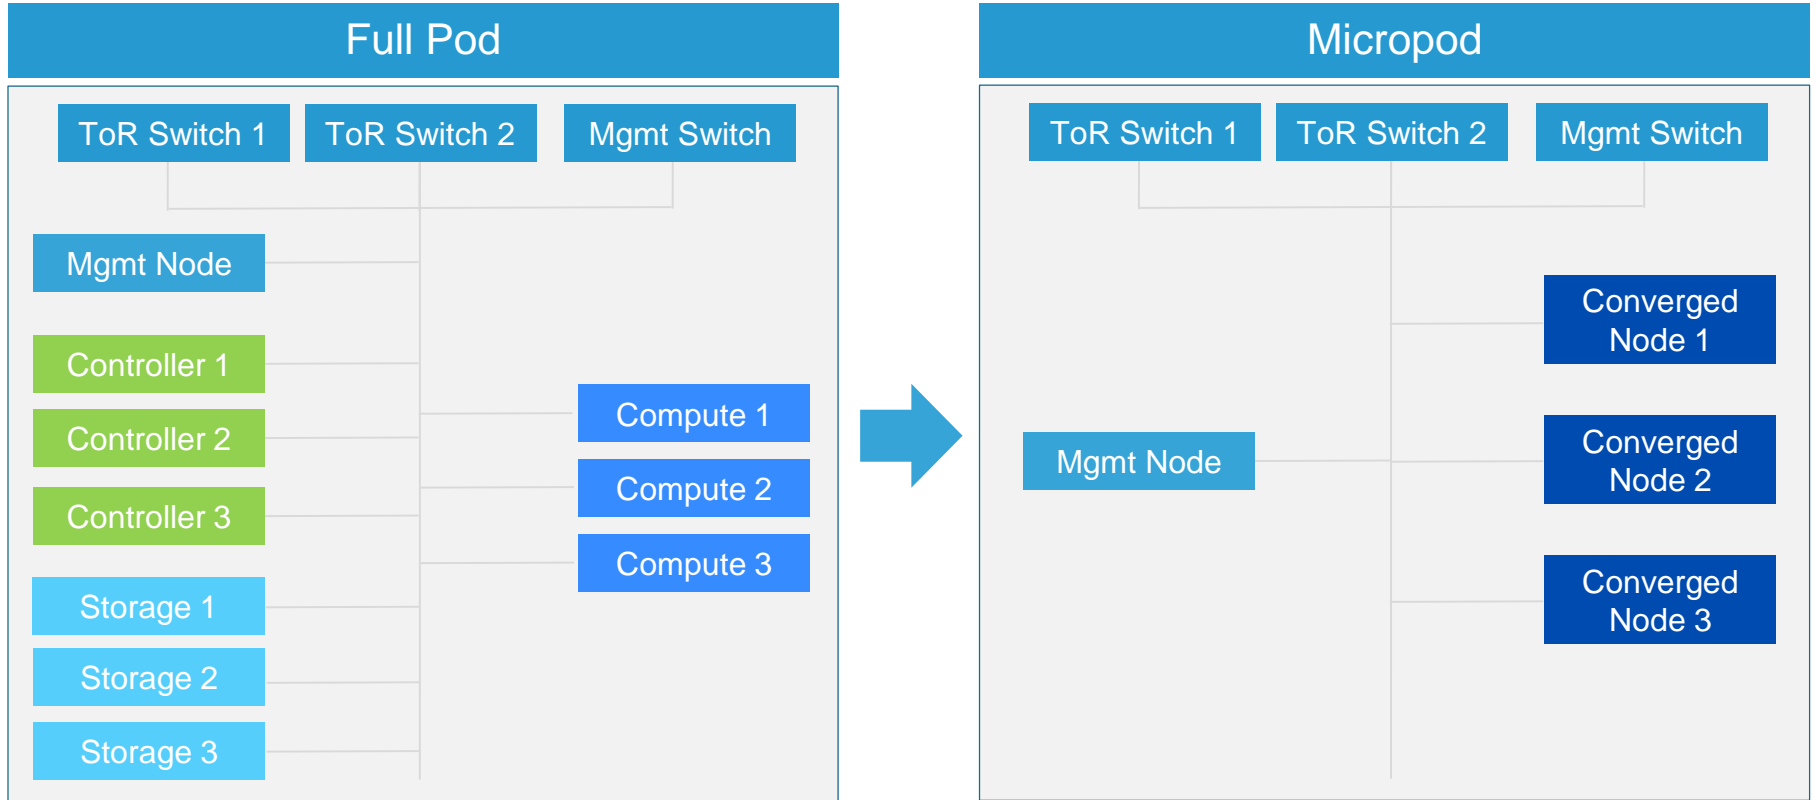 Full Pod
ToR Switch 1
ToR Switch 2
Mgmt Switch
Mgmt Node
Controller 1
Controller 2
Controller 3
Storage 1
Storage 2
Storage 3
Compute 1
Compute 2
Compute 3
Micropod
ToR Switch 1
ToR Switch 2
Mgmt Switch
Mgmt Node
Converged
Node 1
Converged
Node 2
Converged
Node 3